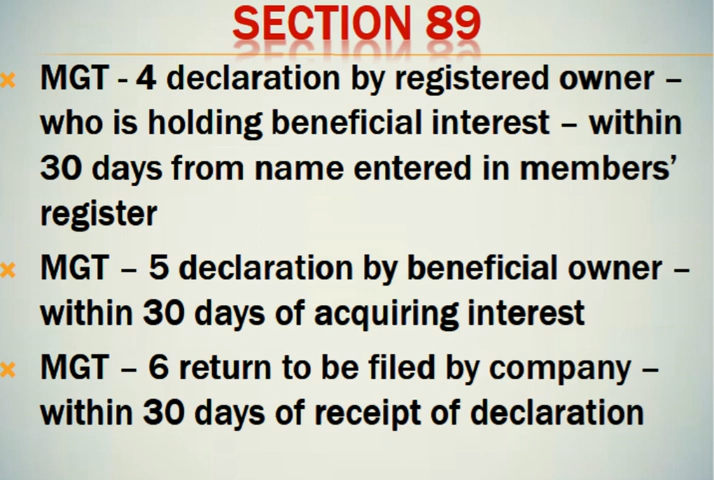 SECTION 89
MGT - 4 declaration by registered owner –
who is holding beneficial interest – within
30 days from name entered in members’
register
MGT – 5 declaration by beneficial owner –
within 30 days of acquiring interest
MGT – 6 return to be filed by company –
within 30 days of receipt of declaration